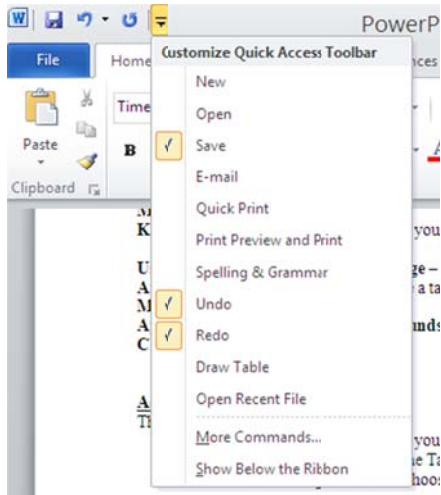 W
PowerP
File
Home
nces
Customize Quick Access Toolbar
New
Time
Open
Paste
B
Save
A
E-mail
Clipboard
Quick Print
K
you
Print Preview and Print
U
ge –
Spelling & Grammar
A
e a ta
M
Undo
A
unds
Redo
C
Draw Table
A
Open Recent File
Th
More Commands...
you
e Ta
Show Below the Ribbon
hoos